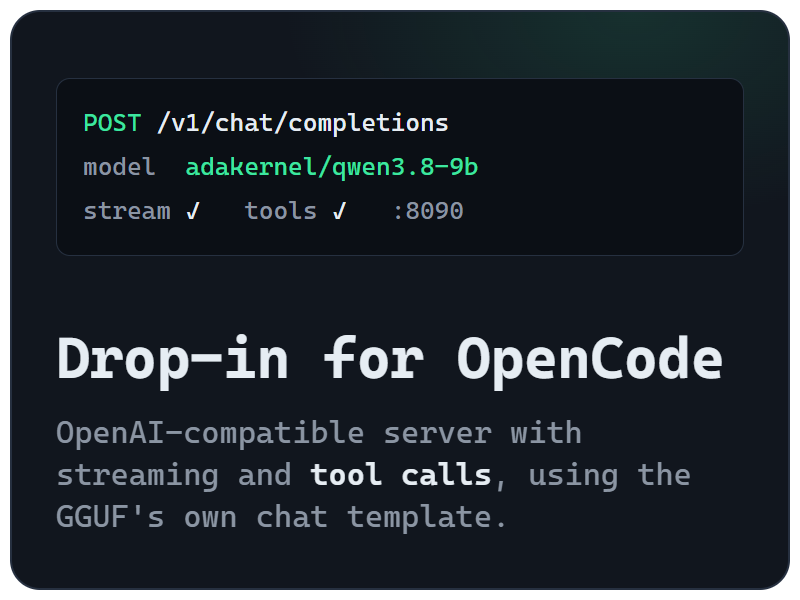 POST /v1/chat/completions
model adakernel/qwen3.8-9b
stream ✓ tools ✓ :8090
Drop-in for OpenCode
OpenAI-compatible server with
streaming and tool calls, using the
GGUF's own chat template.